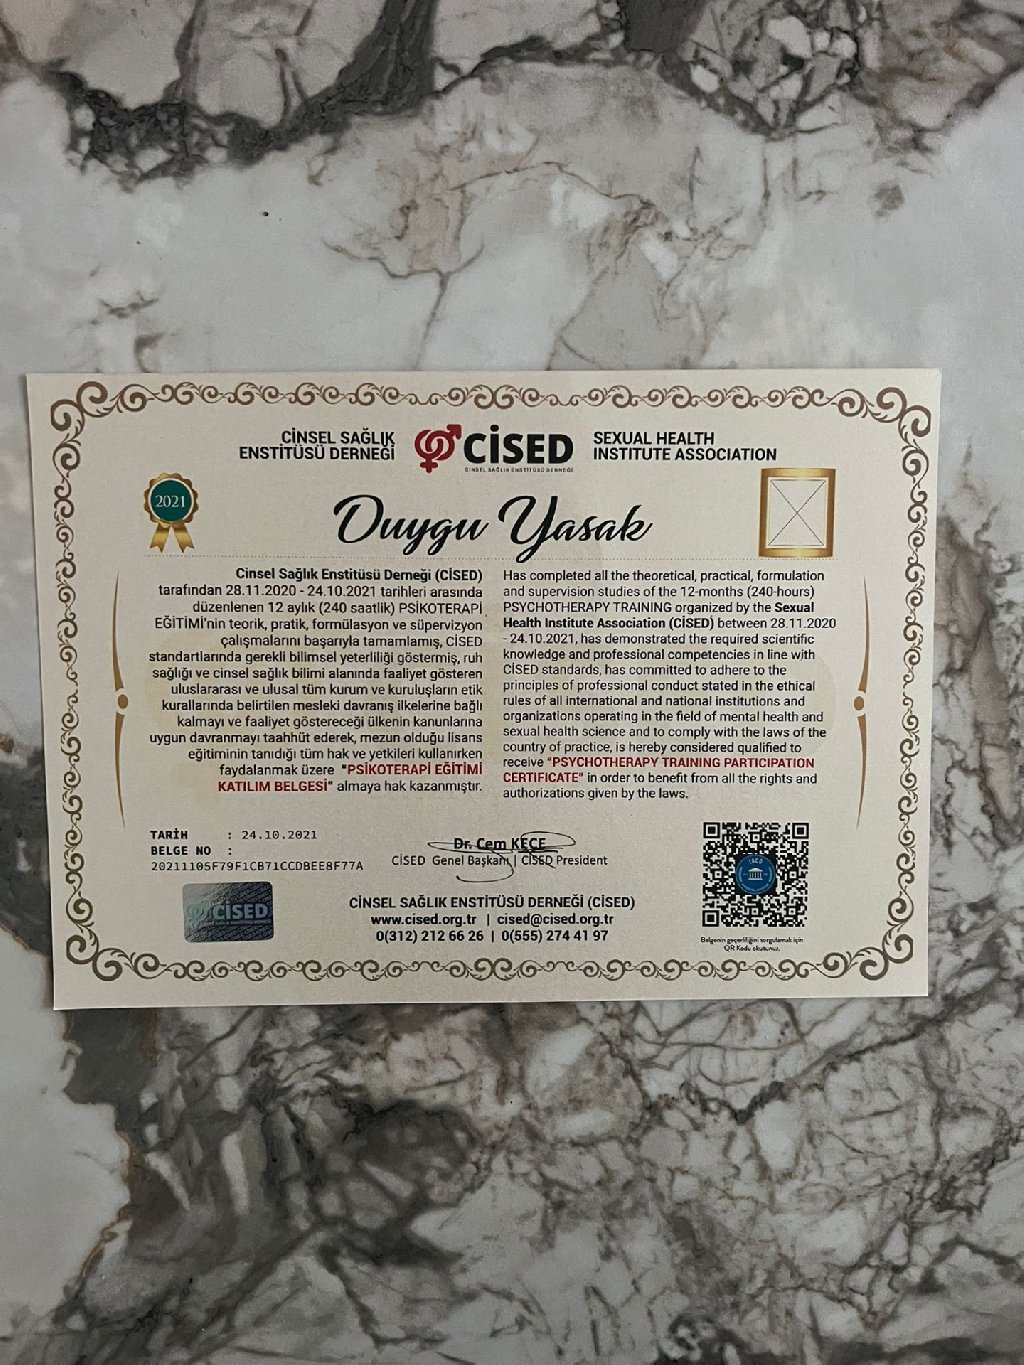 CİNSEL SAĞLIK
ENSTİTÜSÜ DERNEĞİ
CİSED
CİNSEL SAĞLIK ENSTİTÜSÜ DERNEĞİ
SEXUAL HEALTH
INSTITUTE ASSOCIATION
2021
Duygu Yasak
Cinsel Sağlık Enstitüsü Derneği (CİSED)
tarafından 28.11.2020 - 24.10.2021 tarihleri arasında
düzenlenen 12 aylık (240 saatlik) PSİKOTERAPİ
EĞİTİMİ'nin teorik, pratik, formülasyon ve süpervizyon
çalışmalarını başarıyla tamamlamış, CİSED
standartlarında gerekli bilimsel yeterliliği göstermiş, ruh
sağlığı ve cinsel sağlık bilimi alanında faaliyet gösteren
uluslararası ve ulusal tüm kurum ve kuruluşların etik
kurallarında belirtilen mesleki davranış ilkelerine bağlı
kalmayı ve faaliyet göstereceği ülkenin kanunlarına
uygun davranmayı taahhüt ederek, mezun olduğu lisans
eğitiminin tanıdığı tüm hak ve yetkileri kullanırken
faydalanmak üzere "PSİKOTERAPİ EĞİTİMİ
KATILIM BELGESİ" almaya hak kazanmıştır.
Has completed all the theoretical, practical, formulation
and supervision studies of the 12-months (240-hours)
PSYCHOTHERAPY TRAINING organized by the Sexual
Health Institute Association (CİSED) between 28.11.2020
- 24.10.2021, has demonstrated the required scientific
knowledge and professional competencies in line with
CİSED standards, has committed to adhere to the
principles of professional conduct stated in the ethical
rules of all international and national institutions and
organizations operating in the field of mental health and
sexual health science and to comply with the laws of the
country of practice, is hereby considered qualified to
receive "PSYCHOTHERAPY TRAINING PARTICIPATION
CERTIFICATE" in order to benefit from all the rights and
authorizations given by the laws.
TARİH : 24.10.2021
BELGE NO :
20211105F79F1CB71CCDBEE8F77A
CİSED
Dr. Cem KEÇE
CİSED Genel Başkanı | CİSED President
CİNSEL SAĞLIK ENSTİTÜSÜ DERNEĞİ (CİSED)
www.cised.org.tr | cised@cised.org.tr
0(312) 212 66 26 | 0(555) 274 41 97
Belgenin geçerliliğini sorgulamak için
QR Kodu okutunuz.